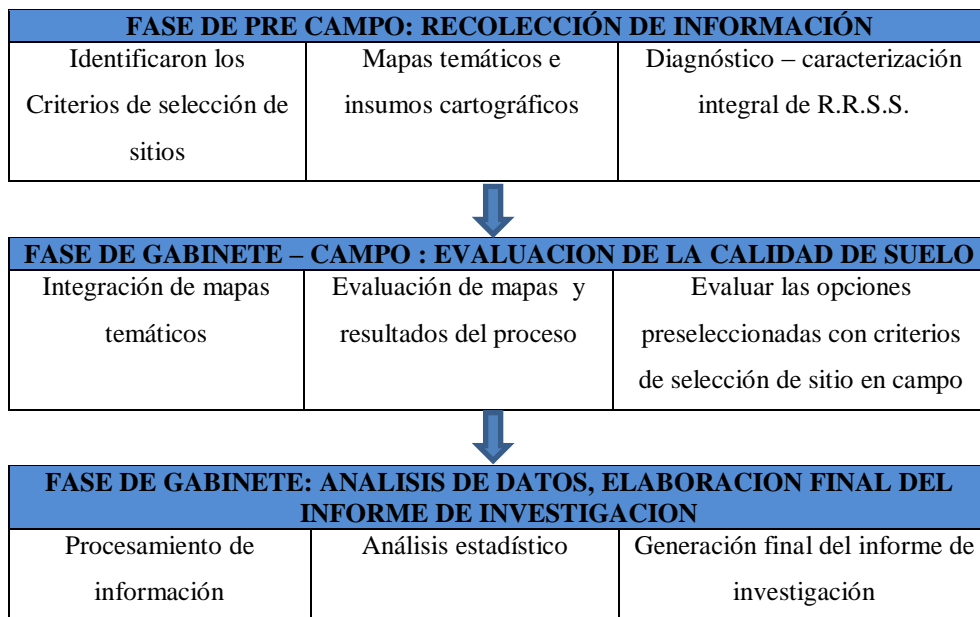 FASE DE PRE CAMPO: RECOLECCIÓN DE INFORMACIÓN
Identificaron los
Criterios de selección de
sitios
Mapas temáticos e
insumos cartográficos
Diagnóstico – caracterización
integral de R.R.S.S.
FASE DE GABINETE – CAMPO : EVALUACION DE LA CALIDAD DE SUELO
Integración de mapas
temáticos
Evaluación de mapas y
resultados del proceso
Evaluar las opciones
preseleccionadas con criterios
de selección de sitio en campo
FASE DE GABINETE: ANALISIS DE DATOS, ELABORACION FINAL DEL
INFORME DE INVESTIGACION
Procesamiento de
información
Análisis estadístico
Generación final del informe de
investigación